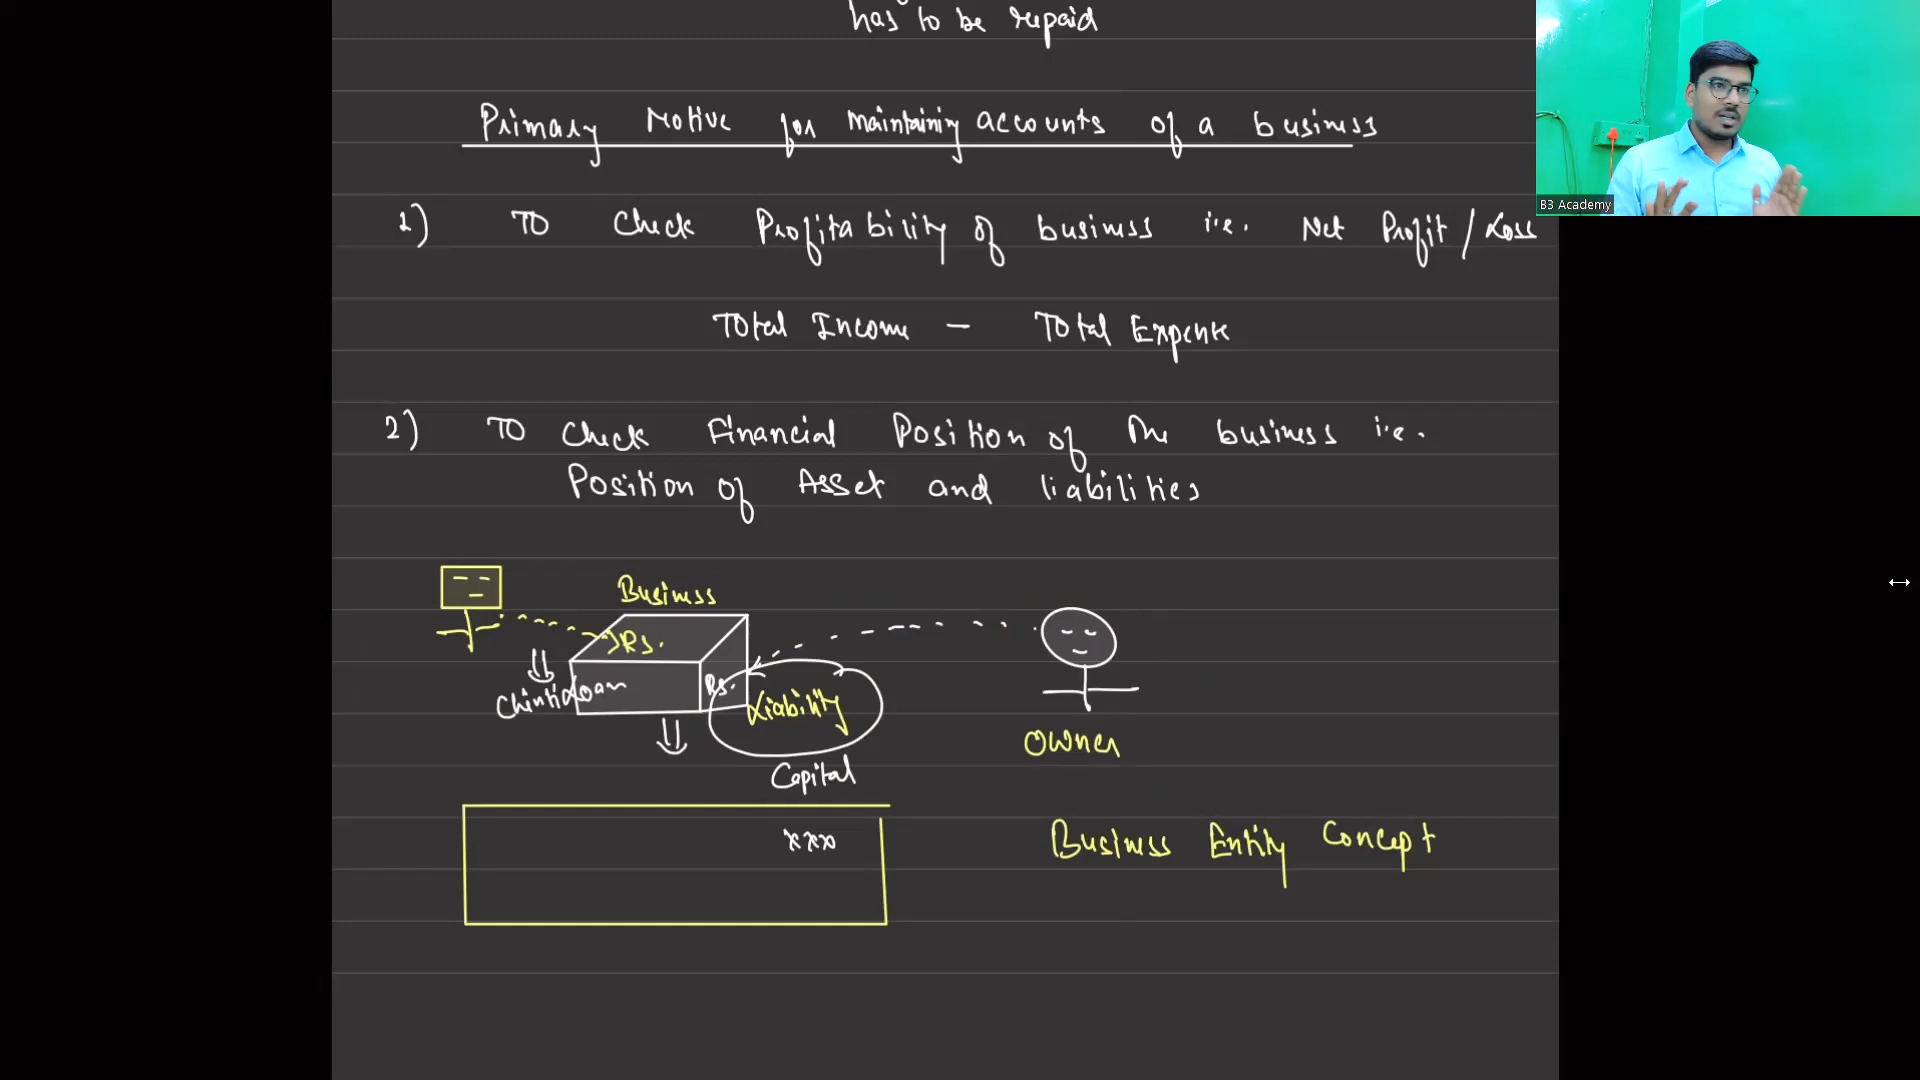 has to be repaid
Primary Motive for maintaining accounts of a business
1) To check Profitability of business i.e. Net Profit / Loss
Total Income – Total Expense
2) To check Financial Position of the business i.e.
Position of Asset and liabilities
Business
Rs.
Loan
Rs.
Liability
Owner
Capital
xxx
Business Entity Concept
B3 Academy